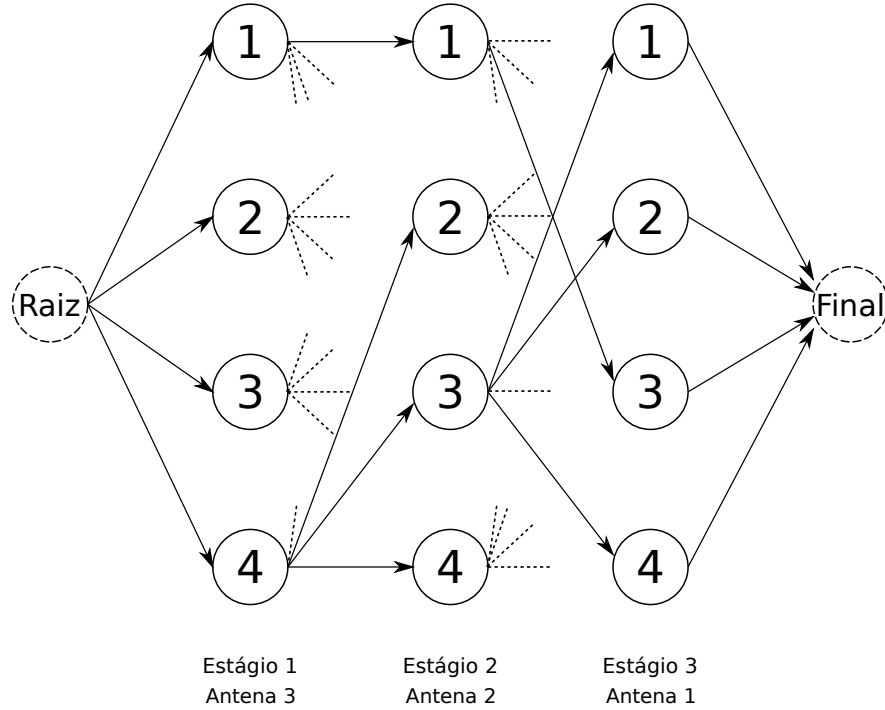 1 1 1
2 2 2
Raiz Final
3 3 3
4 4 4
Estágio 1 Estágio 2 Estágio 3
Antena 3 Antena 2 Antena 1